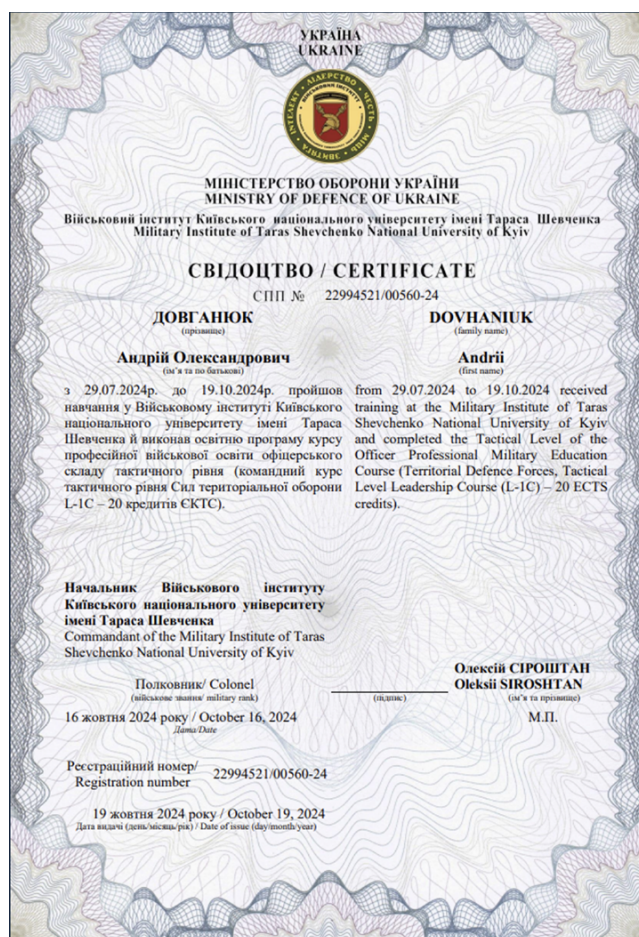 УКРАЇНА
UKRAINE
ІНТЕЛЕКТ • ЛІДЕРСТВО • ЧЕСТЬ • МІЦЬ • ЗВИТЯГА
ВІЙСЬКОВИЙ ІНСТИТУТ
МІНІСТЕРСТВО ОБОРОНИ УКРАЇНИ
MINISTRY OF DEFENCE OF UKRAINE
Військовий інститут Київського національного університету імені Тараса Шевченка
Military Institute of Taras Shevchenko National University of Kyiv
СВІДОЦТВО / CERTIFICATE
СПП № 22994521/00560-24
ДОВГАНЮК
(прізвище)
Андрій Олександрович
(ім’я та по батькові)
з 29.07.2024р. до 19.10.2024р. пройшов
навчання у Військовому інституті Київського
національного університету імені Тараса
Шевченка й виконав освітню програму курсу
професійної військової освіти офіцерського
складу тактичного рівня (командний курс
тактичного рівня Сил територіальної оборони
L-1C – 20 кредитів ЄКТС).
DOVHANIUK
(family name)
Andrii
(first name)
from 29.07.2024 to 19.10.2024 received
training at the Military Institute of Taras
Shevchenko National University of Kyiv
and completed the Tactical Level of the
Officer Professional Military Education
Course (Territorial Defence Forces, Tactical
Level Leadership Course (L-1C) – 20 ECTS
credits).
Начальник Військового інституту
Київського національного університету
імені Тараса Шевченка
Commandant of the Military Institute of Taras
Shevchenko National University of Kyiv
Полковник/ Colonel
(військове звання/ military rank)
(підпис)
Олексій СІРОШТАН
Oleksii SIROSHTAN
(ім’я та прізвище)
16 жовтня 2024 року / October 16, 2024
Дата/Date
М.П.
Реєстраційний номер/
Registration number
22994521/00560-24
19 жовтня 2024 року / October 19, 2024
Дата видачі (день/місяць/рік) / Date of issue (day/month/year)